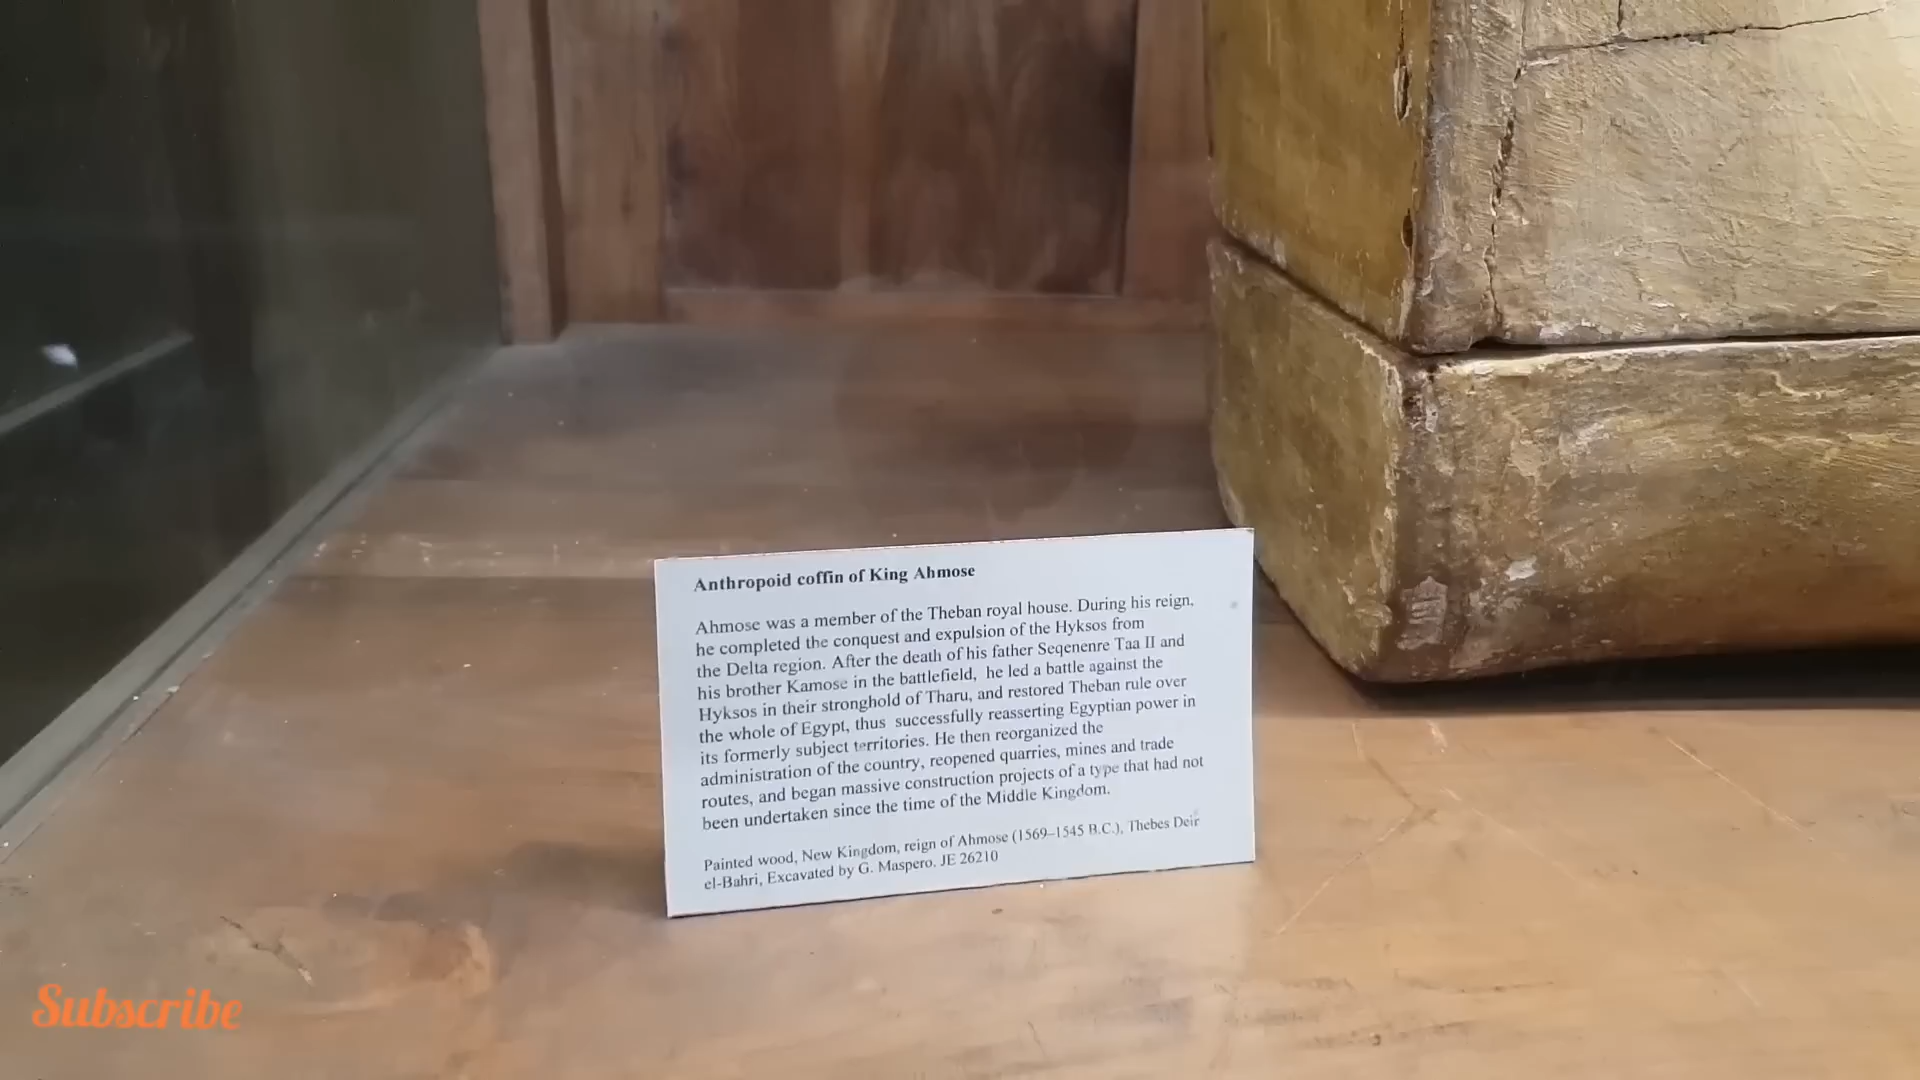 Anthropoid coffin of King Ahmose
Ahmose was a member of the Theban royal house. During his reign,
he completed the conquest and expulsion of the Hyksos from
the Delta region. After the death of his father Seqenenre Taa II and
his brother Kamose in the battlefield, he led a battle against the
Hyksos in their stronghold of Tharu, and restored Theban rule over
the whole of Egypt, thus successfully reasserting Egyptian power in
its formerly subject territories. He then reorganized the
administration of the country, reopened quarries, mines and trade
routes, and began massive construction projects of a type that had not
been undertaken since the time of the Middle Kingdom.
Painted wood, New Kingdom, reign of Ahmose (1569–1545 B.C.), Thebes Deir
el-Bahri, Excavated by G. Maspero. JE 26210
Subscribe